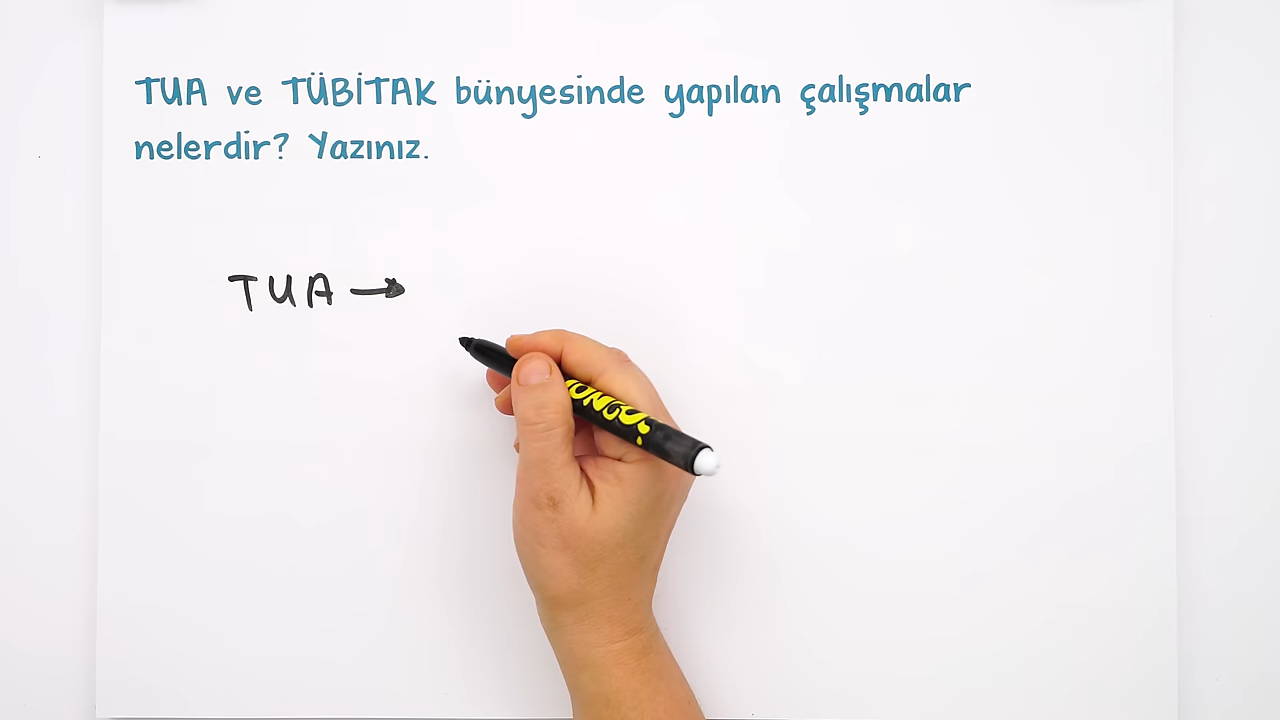 TUA ve TÜBİTAK bünyesinde yapılan çalışmalar
nelerdir? Yazınız.
TUA →